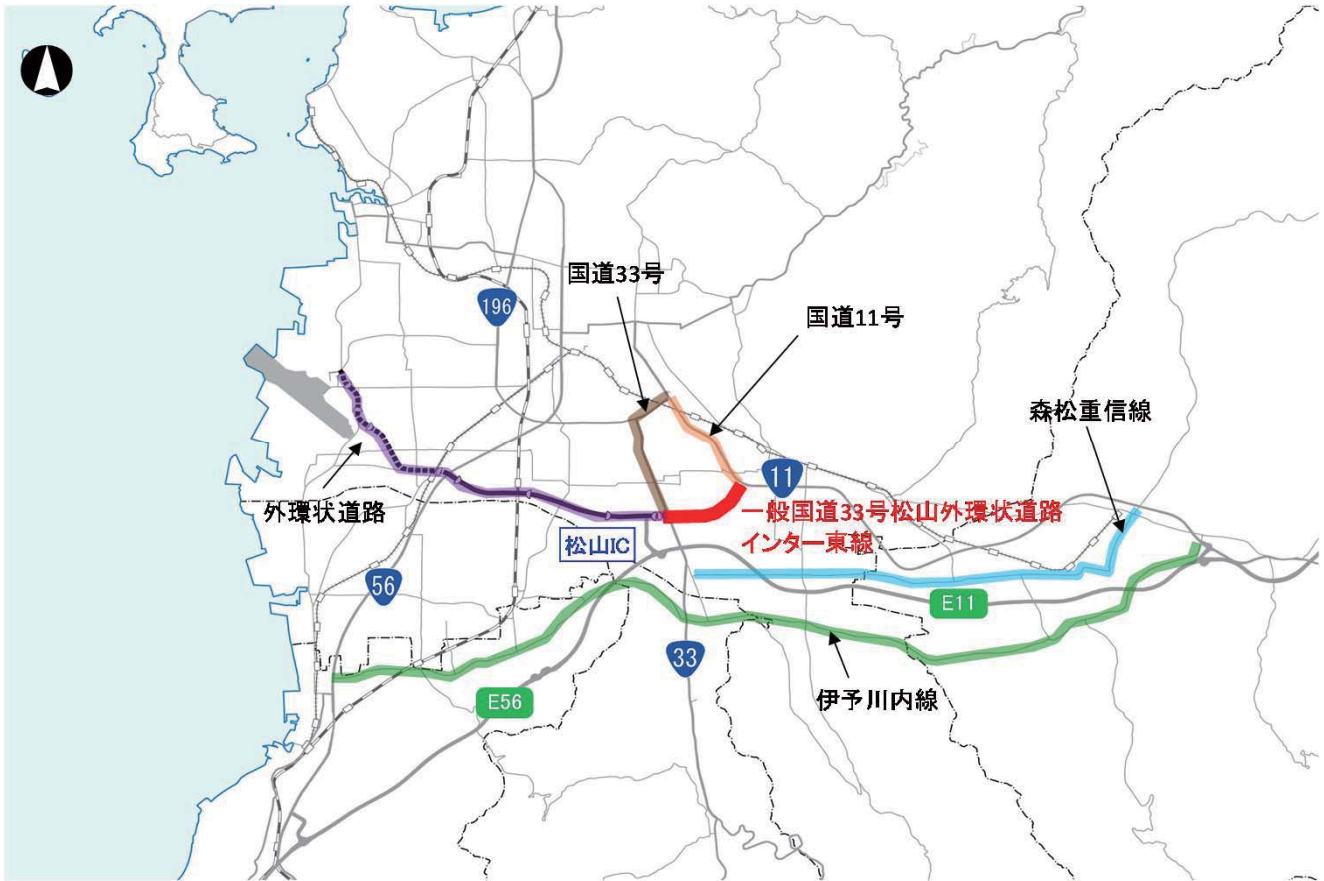 国道33号
196
国道11号
森松重信線
11
外環状道路
一般国道33号松山外環状道路
インター東線
松山IC
56
E11
33
E56
伊予川内線